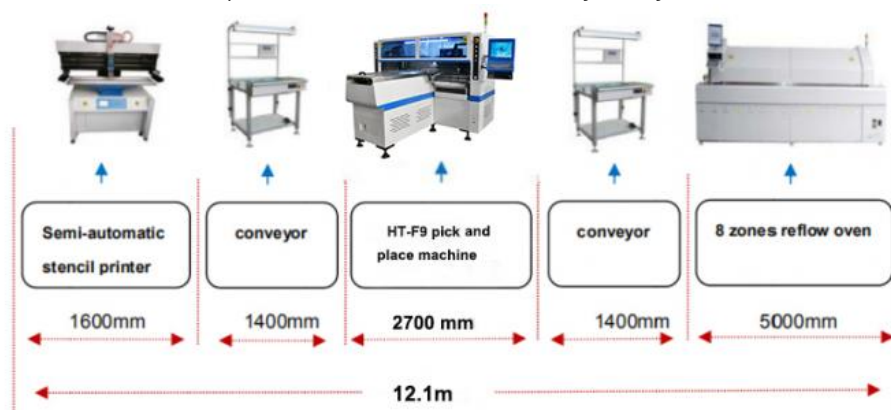 Semi-automatic
stencil printer
conveyor
HT-F9 pick and
place machine
conveyor
8 zones reflow oven
1600mm
1400mm
2700 mm
1400mm
5000mm
12.1m